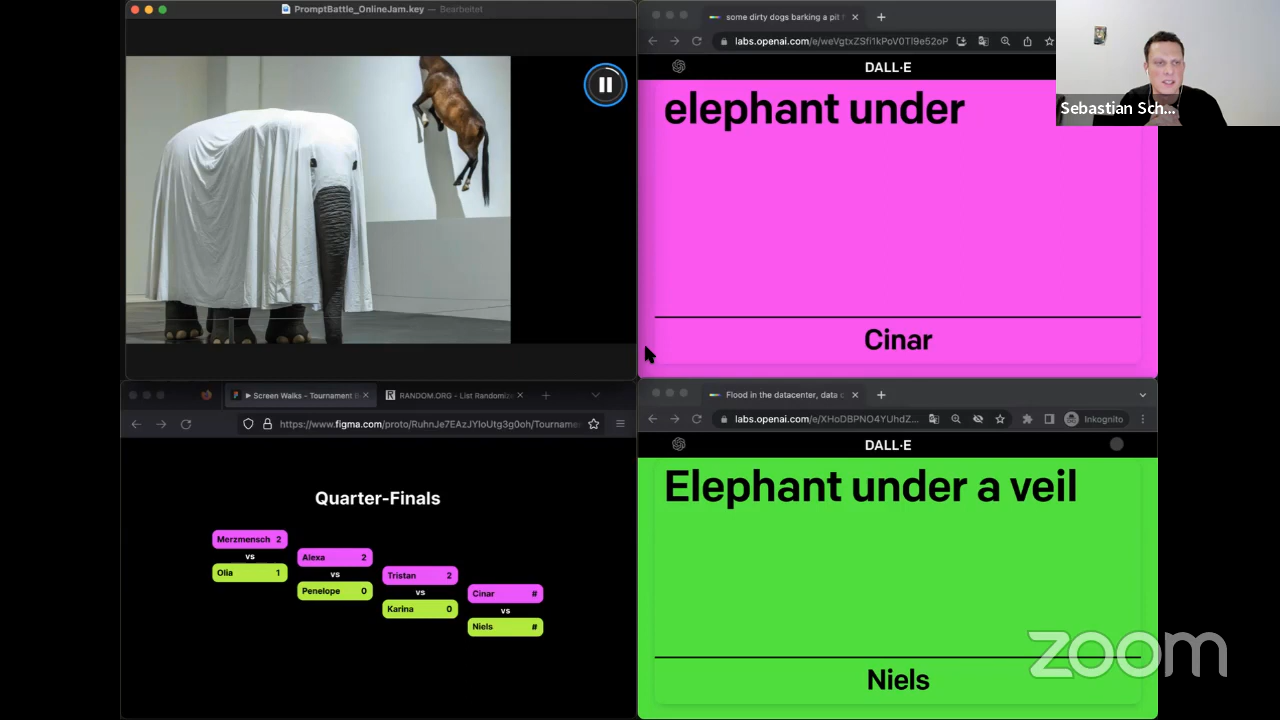 PromptBattle_OnlineJam.key — Bearbeitet
some dirty dogs barking a pit
labs.openai.com/e/weVgtxZSfi1kPoV0Tl9e52oP
DALL·E
elephant under
Cinar
Sebastian Sch...
Screen Walks - Tournament
RANDOM.ORG - List Randomiz
https://www.figma.com/proto/RuhnJe7EAzJYloUtg3g0oh/Tourname
Quarter-Finals
Merzmensch 2
vs
Olia 1
Alexa 2
vs
Penelope 0
Tristan 2
vs
Karina 0
Cinar #
vs
Niels #
Flood in the datacenter, data c
labs.openai.com/e/XHoDBPNO4YUhdZ...
Inkognito
DALL·E
Elephant under a veil
Niels
zoom